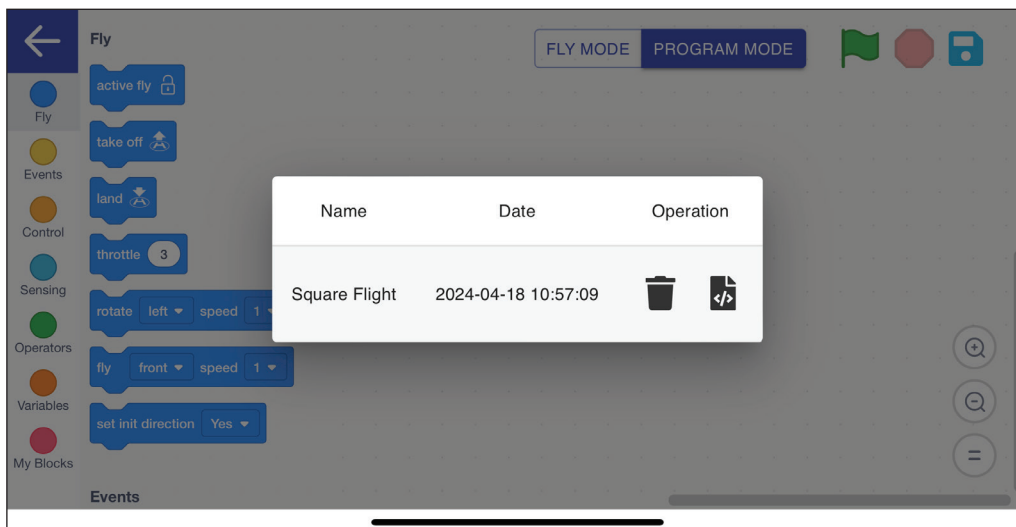 Fly
FLY MODE PROGRAM MODE
active fly
Fly
take off
Events
land
Name Date Operation
Control
throttle 3
Sensing
Square Flight 2024-04-18 10:57:09
rotate left speed 1
Operators
fly front speed 1
Variables
set init direction Yes
My Blocks
Events